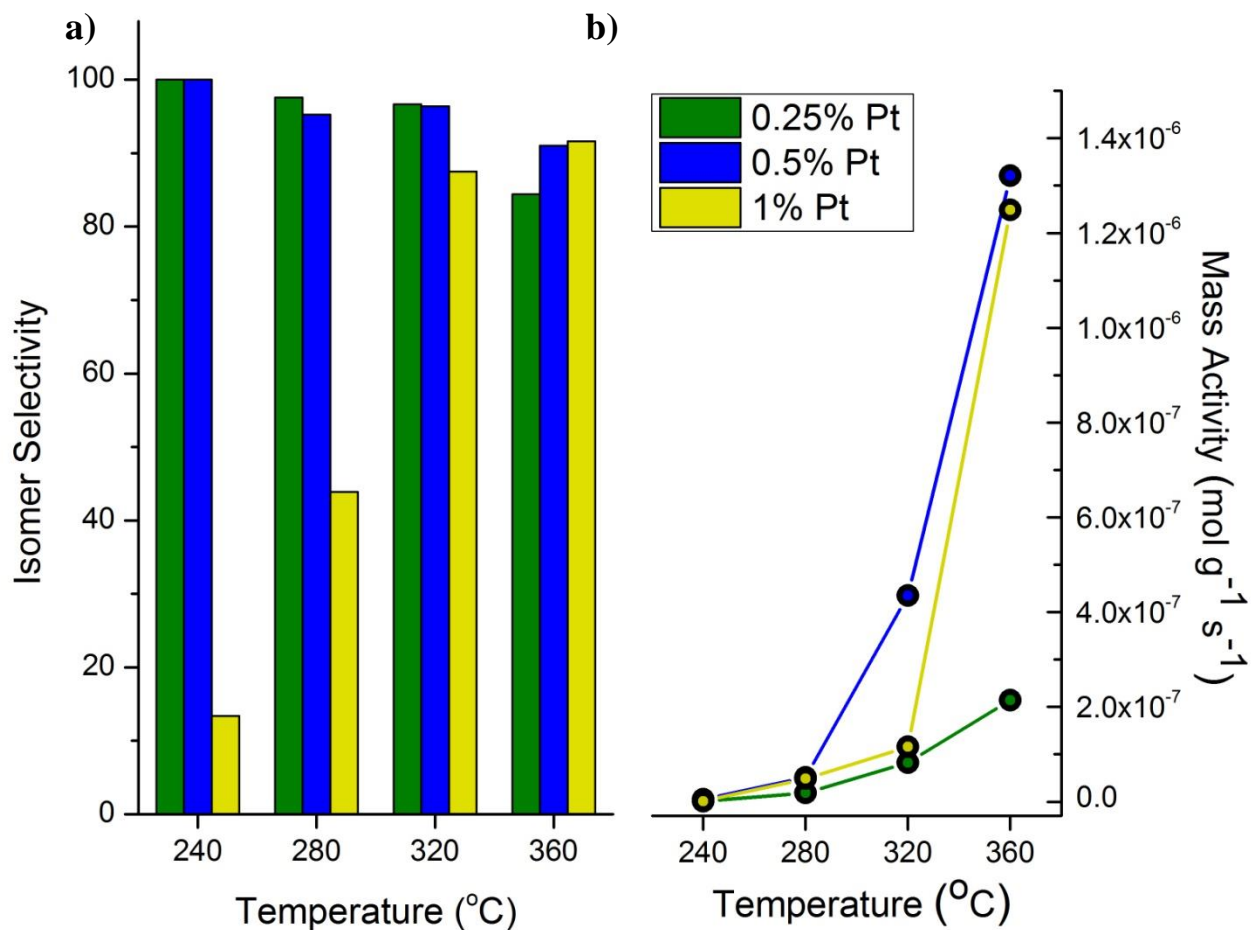 a)
100
80
60
40
20
0
Isomer Selectivity
240 280 320 360
Temperature (°C)
b)
0.25% Pt
0.5% Pt
1% Pt
1.4x10⁻⁶
1.2x10⁻⁶
1.0x10⁻⁶
8.0x10⁻⁷
6.0x10⁻⁷
4.0x10⁻⁷
2.0x10⁻⁷
0.0
Mass Activity (mol g⁻¹ s⁻¹)
240 280 320 360
Temperature (°C)